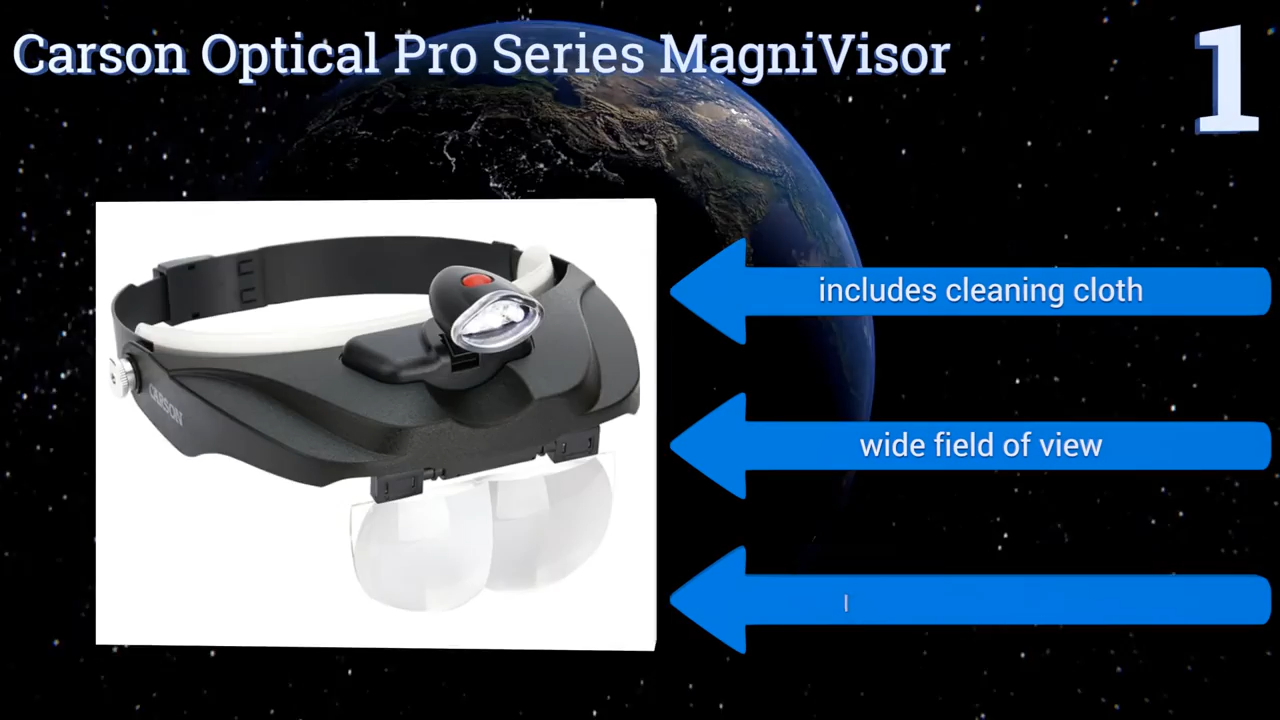 Carson Optical Pro Series MagniVisor
1
includes cleaning cloth
CARSON
wide field of view